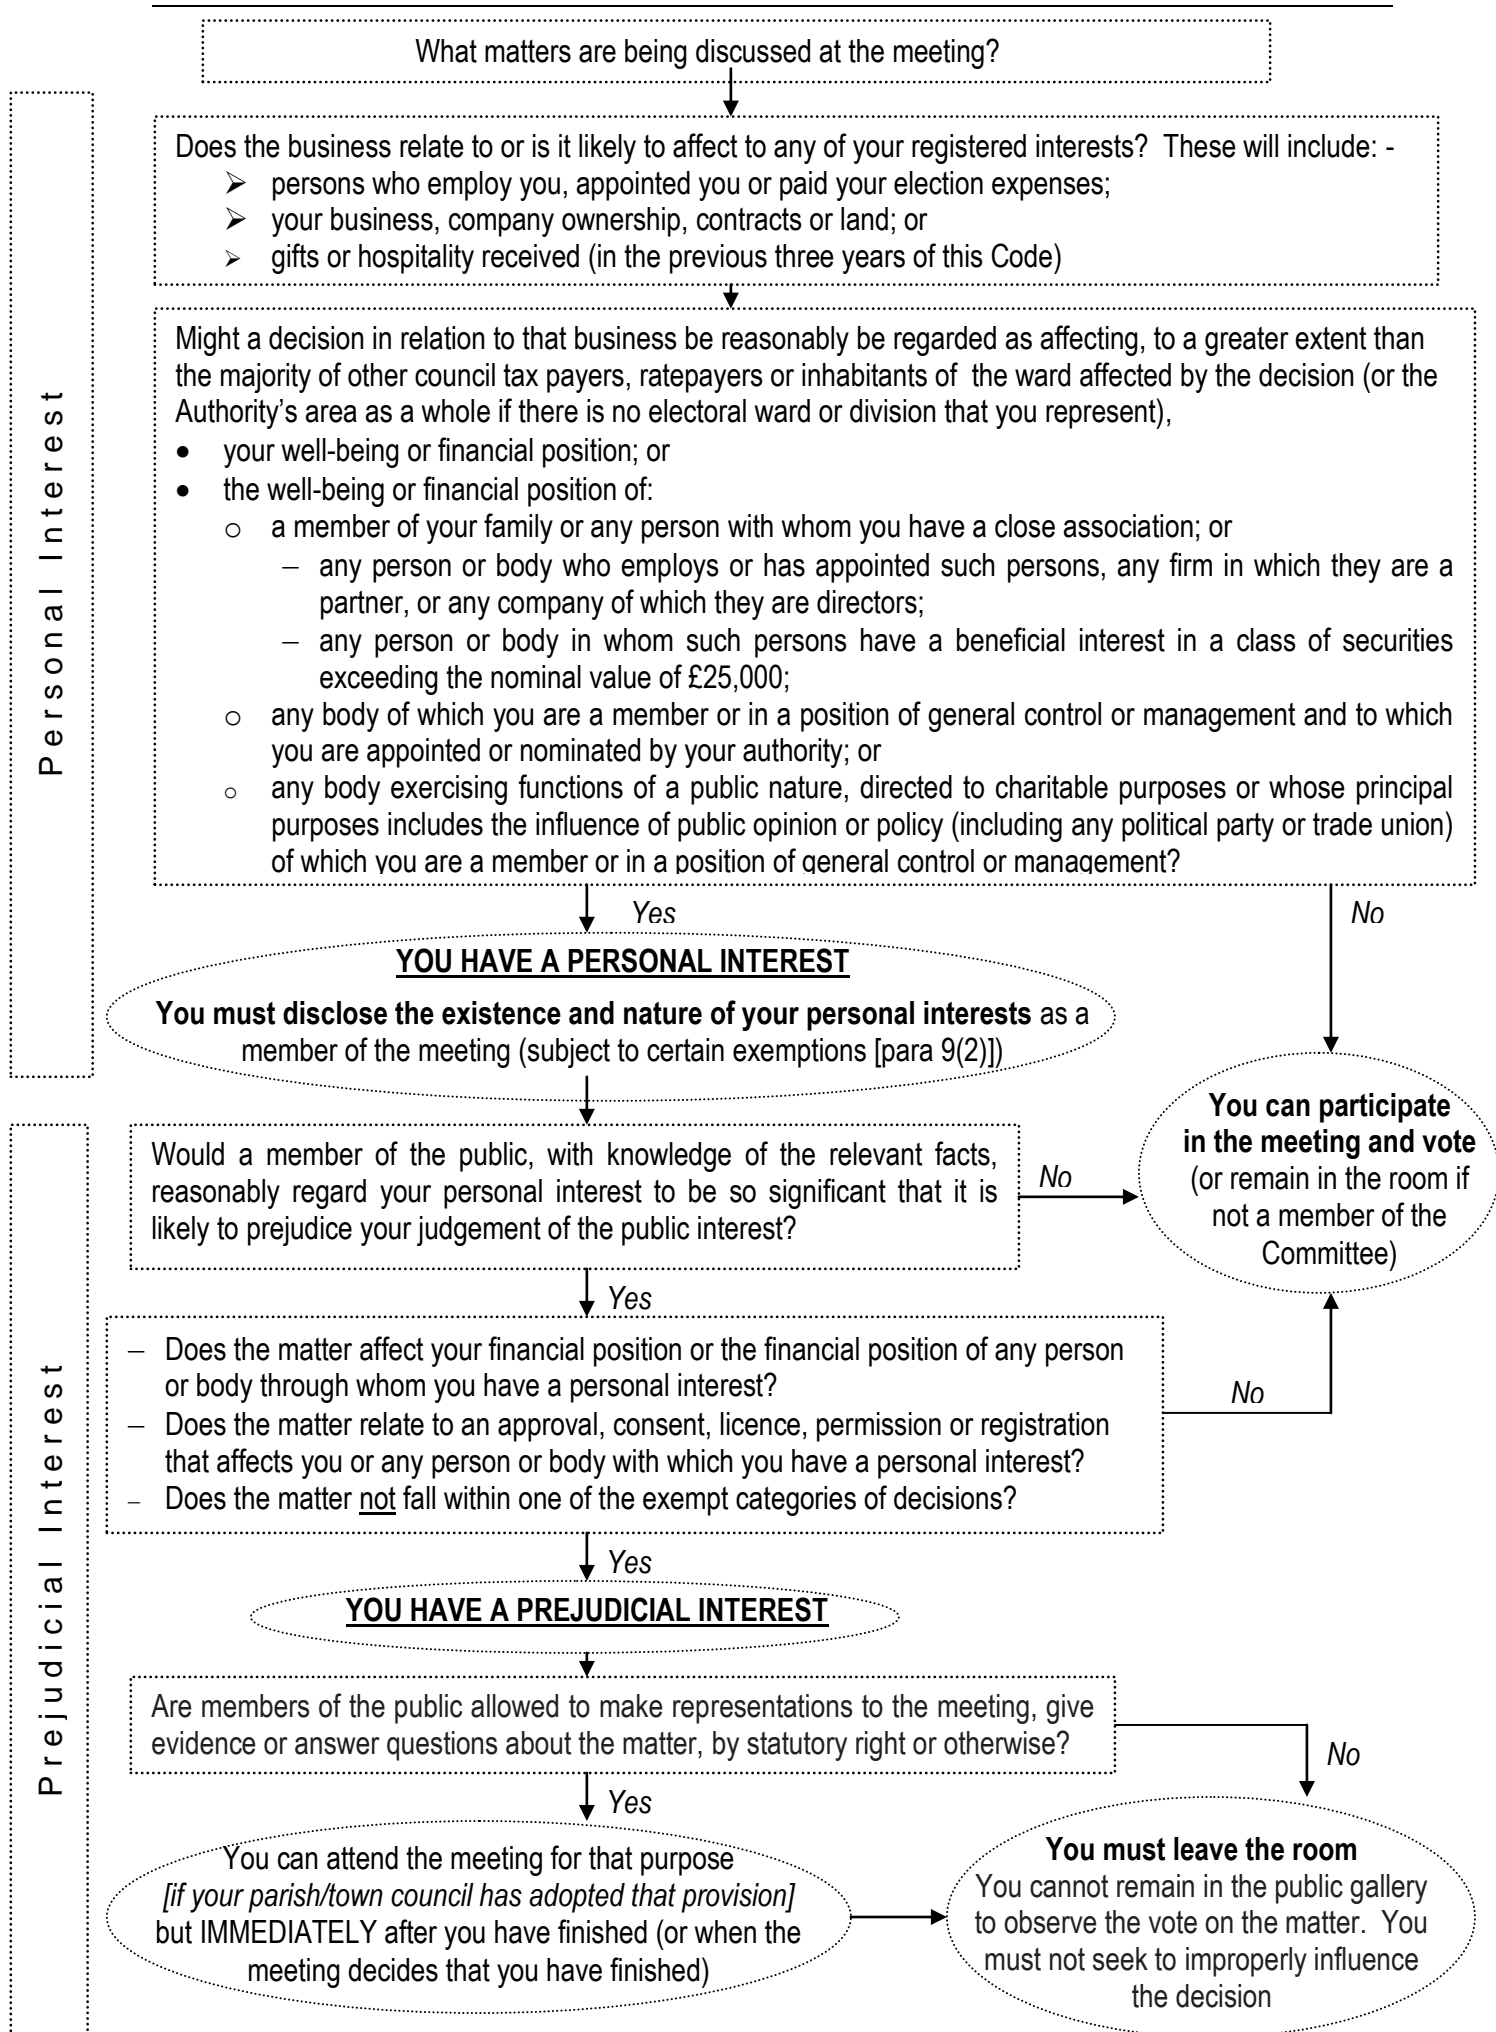 What matters are being discussed at the meeting?
Personal Interest
Does the business relate to or is it likely to affect to any of your registered interests? These will include: -
➢ persons who employ you, appointed you or paid your election expenses;
➢ your business, company ownership, contracts or land; or
➢ gifts or hospitality received (in the previous three years of this Code)
Might a decision in relation to that business be reasonably be regarded as affecting, to a greater extent than
the majority of other council tax payers, ratepayers or inhabitants of the ward affected by the decision (or the
Authority's area as a whole if there is no electoral ward or division that you represent),
• your well-being or financial position; or
• the well-being or financial position of:
o a member of your family or any person with whom you have a close association; or
– any person or body who employs or has appointed such persons, any firm in which they are a
partner, or any company of which they are directors;
– any person or body in whom such persons have a beneficial interest in a class of securities
exceeding the nominal value of £25,000;
o any body of which you are a member or in a position of general control or management and to which
you are appointed or nominated by your authority; or
o any body exercising functions of a public nature, directed to charitable purposes or whose principal
purposes includes the influence of public opinion or policy (including any political party or trade union)
of which you are a member or in a position of general control or management?
Yes
No
YOU HAVE A PERSONAL INTEREST
You must disclose the existence and nature of your personal interests as a
member of the meeting (subject to certain exemptions [para 9(2)])
You can participate
in the meeting and vote
(or remain in the room if
not a member of the
Committee)
Prejudicial Interest
Would a member of the public, with knowledge of the relevant facts,
reasonably regard your personal interest to be so significant that it is
likely to prejudice your judgement of the public interest?
No
Yes
– Does the matter affect your financial position or the financial position of any person
or body through whom you have a personal interest?
– Does the matter relate to an approval, consent, licence, permission or registration
that affects you or any person or body with which you have a personal interest?
– Does the matter not fall within one of the exempt categories of decisions?
No
Yes
YOU HAVE A PREJUDICIAL INTEREST
Are members of the public allowed to make representations to the meeting, give
evidence or answer questions about the matter, by statutory right or otherwise?
No
Yes
You can attend the meeting for that purpose
[if your parish/town council has adopted that provision]
but IMMEDIATELY after you have finished (or when the
meeting decides that you have finished)
You must leave the room
You cannot remain in the public gallery
to observe the vote on the matter. You
must not seek to improperly influence
the decision